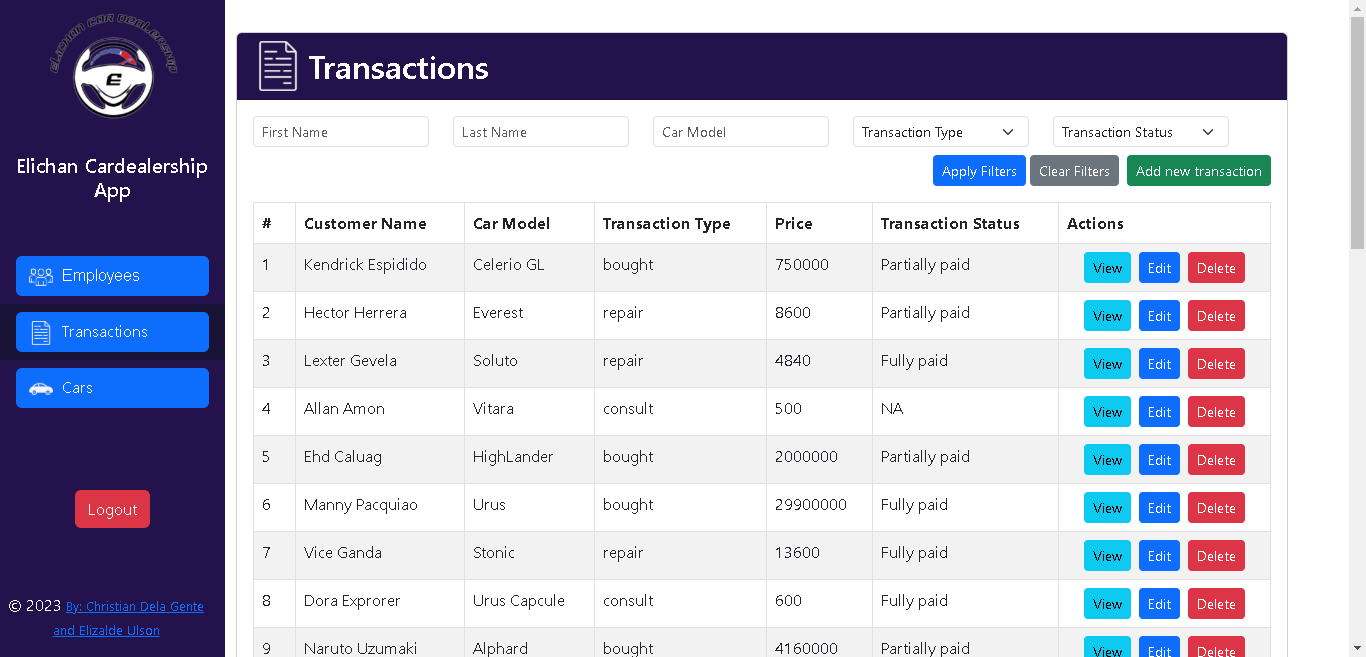 ELICHAN CAR DEALERSHIP
E
Elichan Cardealership
App
Employees
Transactions
Cars
Logout
© 2023 By: Christian Dela Gente
and Elizalde Ulson
Transactions
First Name Last Name Car Model Transaction Type Transaction Status
Apply Filters Clear Filters Add new transaction
# Customer Name Car Model Transaction Type Price Transaction Status Actions
1 Kendrick Espidido Celerio GL bought 750000 Partially paid View Edit Delete
2 Hector Herrera Everest repair 8600 Partially paid View Edit Delete
3 Lexter Gevela Soluto repair 4840 Fully paid View Edit Delete
4 Allan Amon Vitara consult 500 NA View Edit Delete
5 Ehd Caluag HighLander bought 2000000 Partially paid View Edit Delete
6 Manny Pacquiao Urus bought 29900000 Fully paid View Edit Delete
7 Vice Ganda Stonic repair 13600 Fully paid View Edit Delete
8 Dora Exprorer Urus Capcule consult 600 Fully paid View Edit Delete
9 Naruto Uzumaki Alphard bought 4160000 Partially paid View Edit Delete